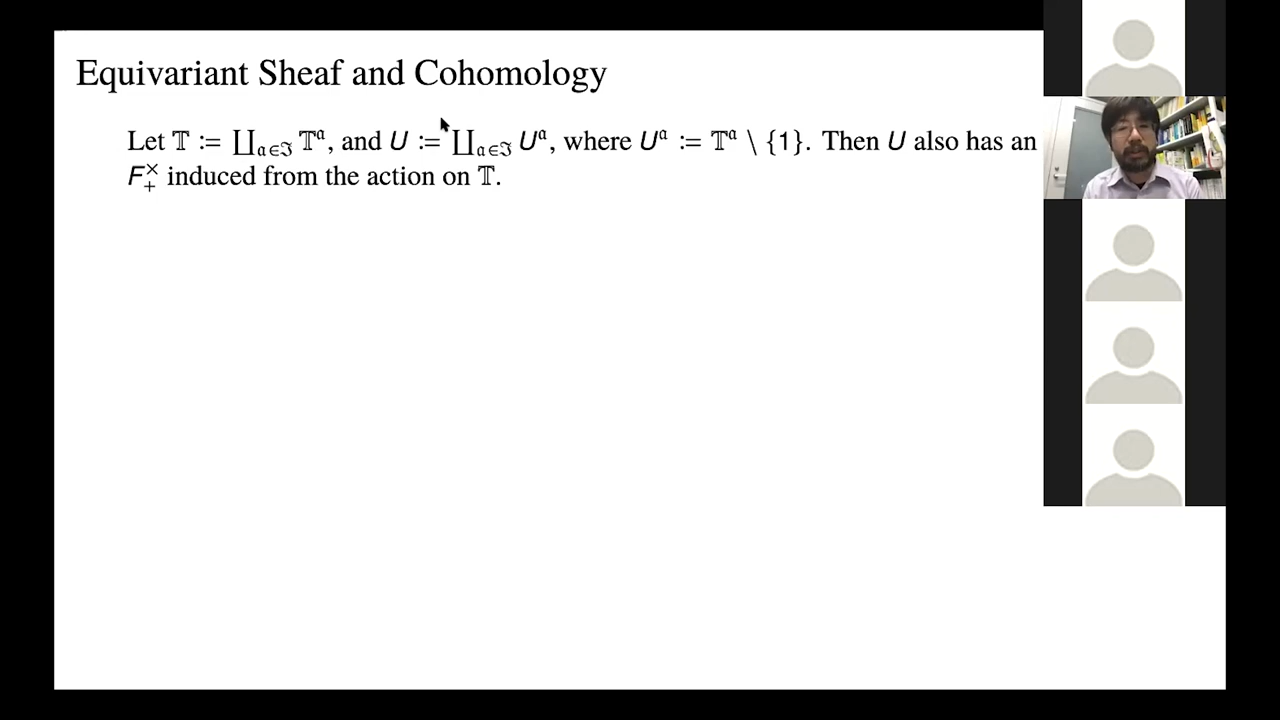 Equivariant Sheaf and Cohomology
Let 𝕋 := ∐_{𝔞∈ℑ} 𝕋^𝔞, and U := ∐_{𝔞∈ℑ} U^𝔞, where U^𝔞 := 𝕋^𝔞 \ {1}. Then U also has an
F_+^× induced from the action on 𝕋.